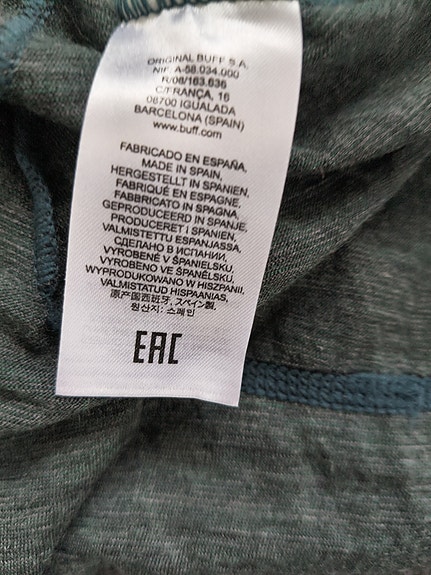 ORIGINAL BUFF S.A.
NIF. A-58.034.000
R/08/163.636
C/FRANÇA, 16
08700 IGUALADA
BARCELONA (SPAIN)
www.buff.com
FABRICADO EN ESPAÑA,
MADE IN SPAIN,
HERGESTELLT IN SPANIEN,
FABRIQUÉ EN ESPAGNE,
FABBRICATO IN SPAGNA,
GEPRODUCEERD IN SPANJE,
PRODUCERET I SPANIEN,
VALMISTETTU ESPANJASSA,
СДЕЛАНО В ИСПАНИИ,
VYROBENÉ V ŠPANIELSKU,
VYROBENO VE ŠPANĚLSKU,
WYPRODUKOWANO W HISZPANII,
VALMISTATUD HISPAANIAS,
原产国西班牙, スペイン製,
원산지: 스페인
EAC